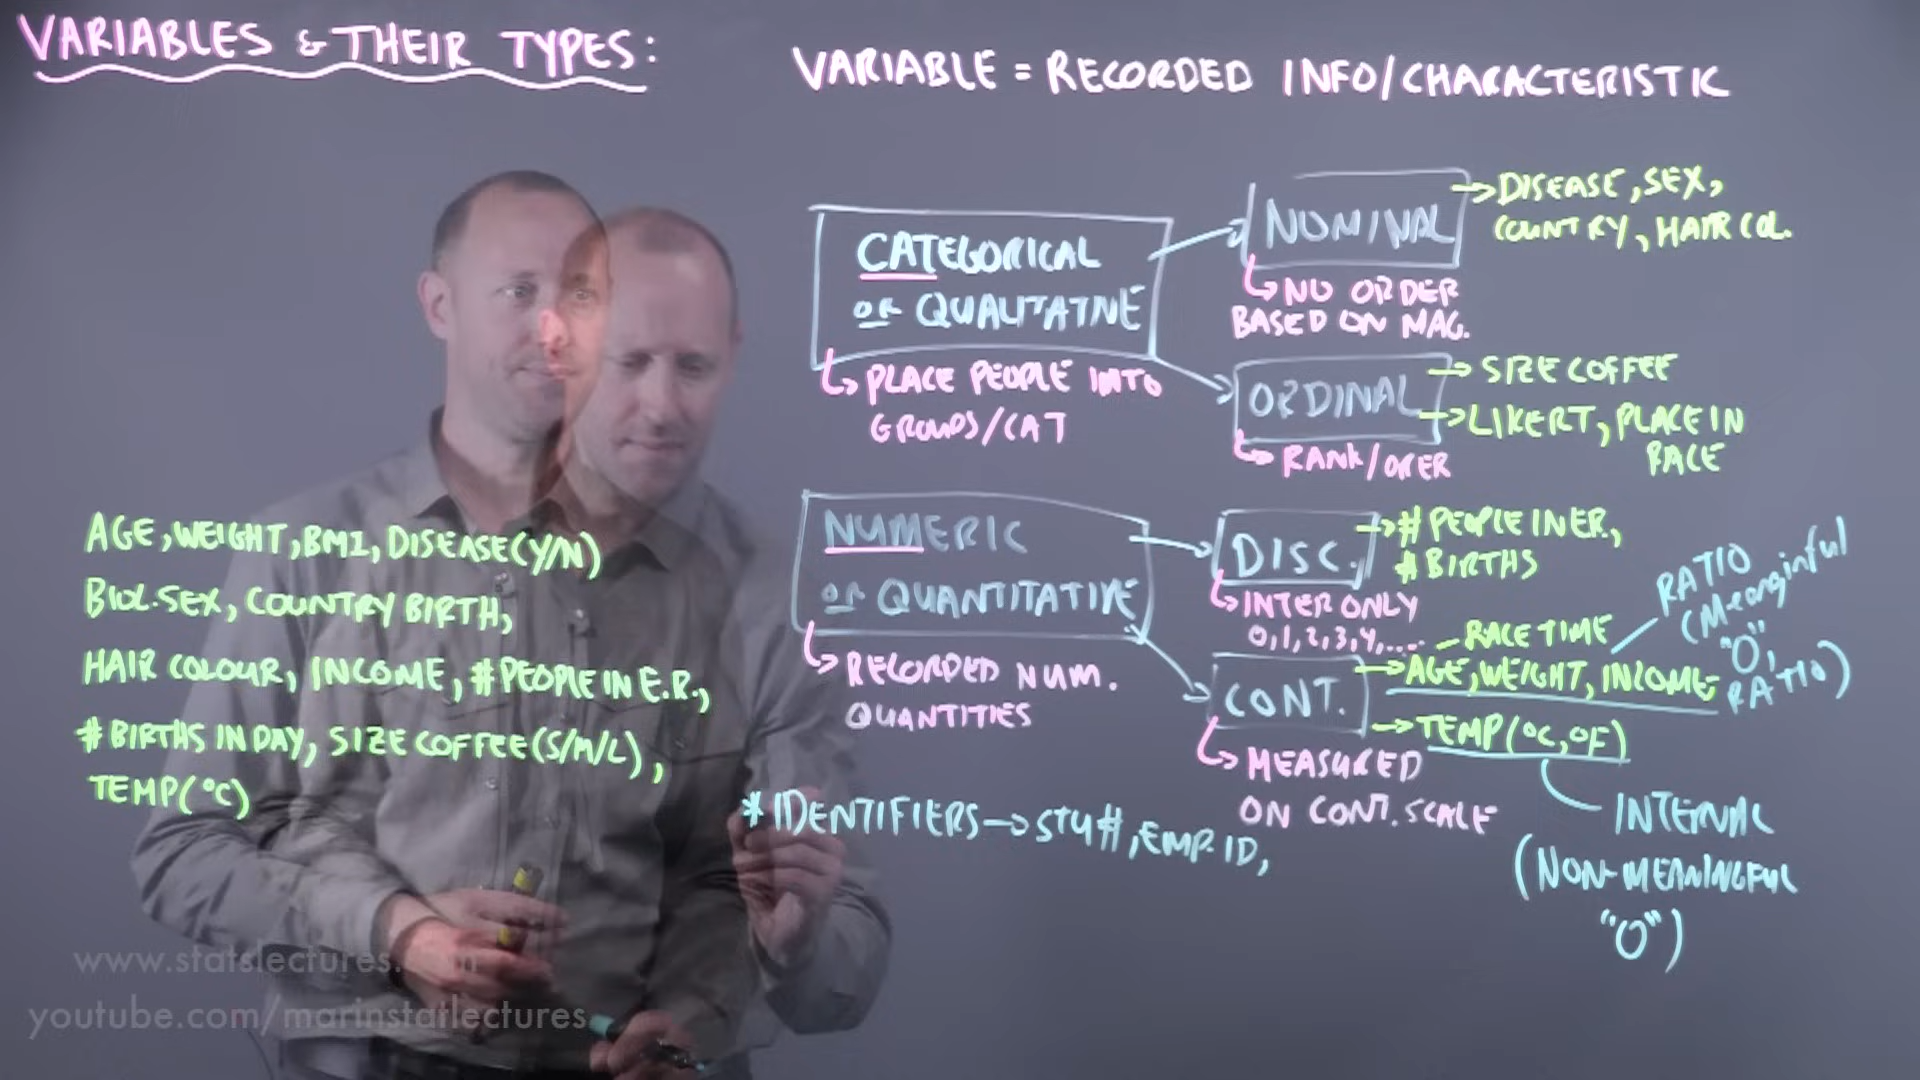 VARIABLES & THEIR TYPES:
VARIABLE = RECORDED INFO/CHARACTERISTIC
CATEGORICAL
OR QUALITATIVE
↳ PLACE PEOPLE INTO
GROUPS/CAT
NOMINAL
→ DISEASE, SEX,
COUNTRY, HAIR COL.
↳ NO ORDER
BASED ON MAG.
ORDINAL
→ SIZE COFFEE
→ LIKERT, PLACE IN
RACE
↳ RANK/ORER
NUMERIC
OR QUANTITATIVE
↳ RECORDED NUM.
QUANTITIES
DISC.
→ # PEOPLE IN ER.,
# BIRTHS
↳ INTER ONLY
0,1,2,3,4,....
CONT.
– RACE TIME
→ AGE, WEIGHT, INCOME
→ TEMP(°C,°F)
↳ MEASURED
ON CONT. SCALE
RATIO
(Meaningful
"0",
RATIO)
INTERVAL
(NON-MEANINGFUL
"0")
* IDENTIFIERS → STU#, EMP. ID,
AGE, WEIGHT, BMI, DISEASE(Y/N)
BIOL. SEX, COUNTRY BIRTH,
HAIR COLOUR, INCOME, #PEOPLE IN E.R.,
# BIRTHS IN DAY, SIZE COFFEE(S/M/L),
TEMP(°C)
www.statslectures.
youtube.com/marinstatlectures